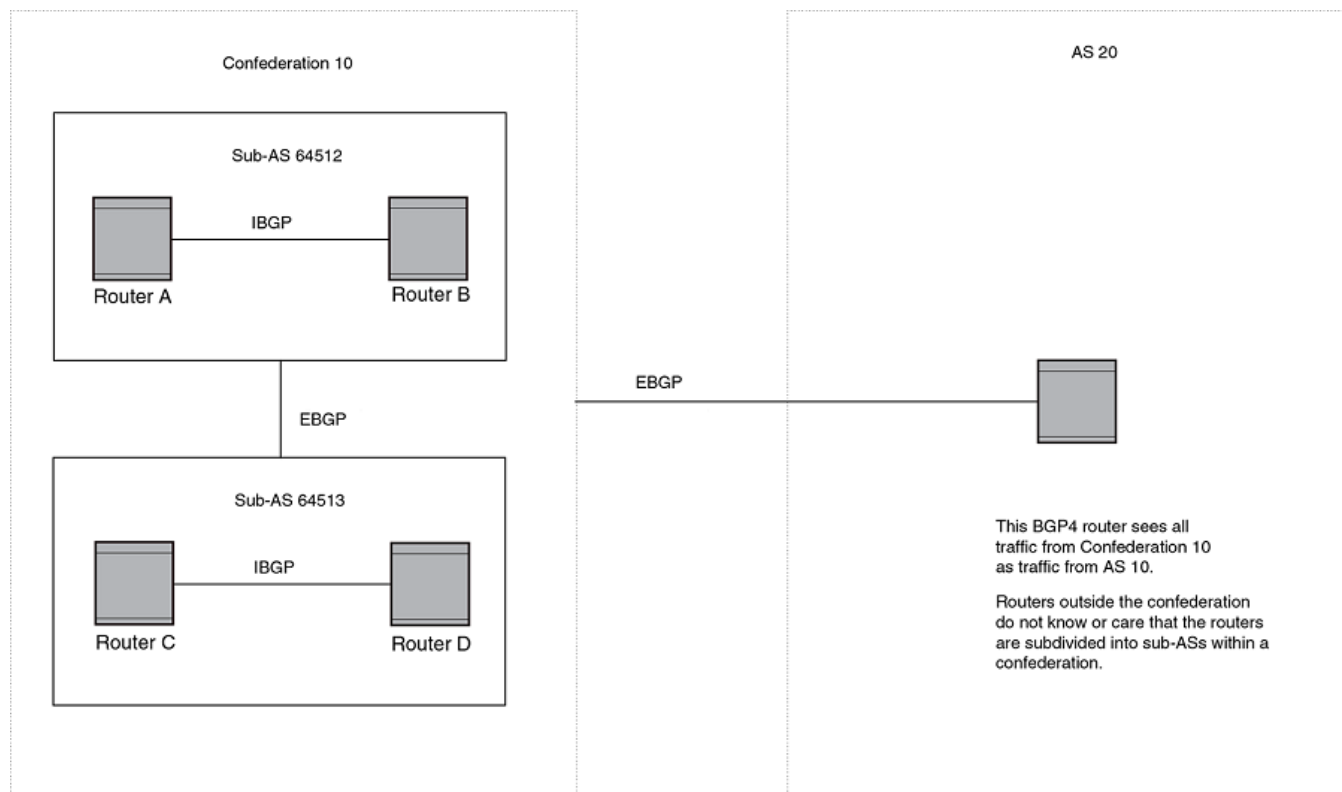 Confederation 10
AS 20
Sub-AS 64512
IBGP
Router A
Router B
EBGP
EBGP
Sub-AS 64513
IBGP
Router C
Router D
This BGP4 router sees all
traffic from Confederation 10
as traffic from AS 10.
Routers outside the confederation
do not know or care that the routers
are subdivided into sub-ASs within a
confederation.